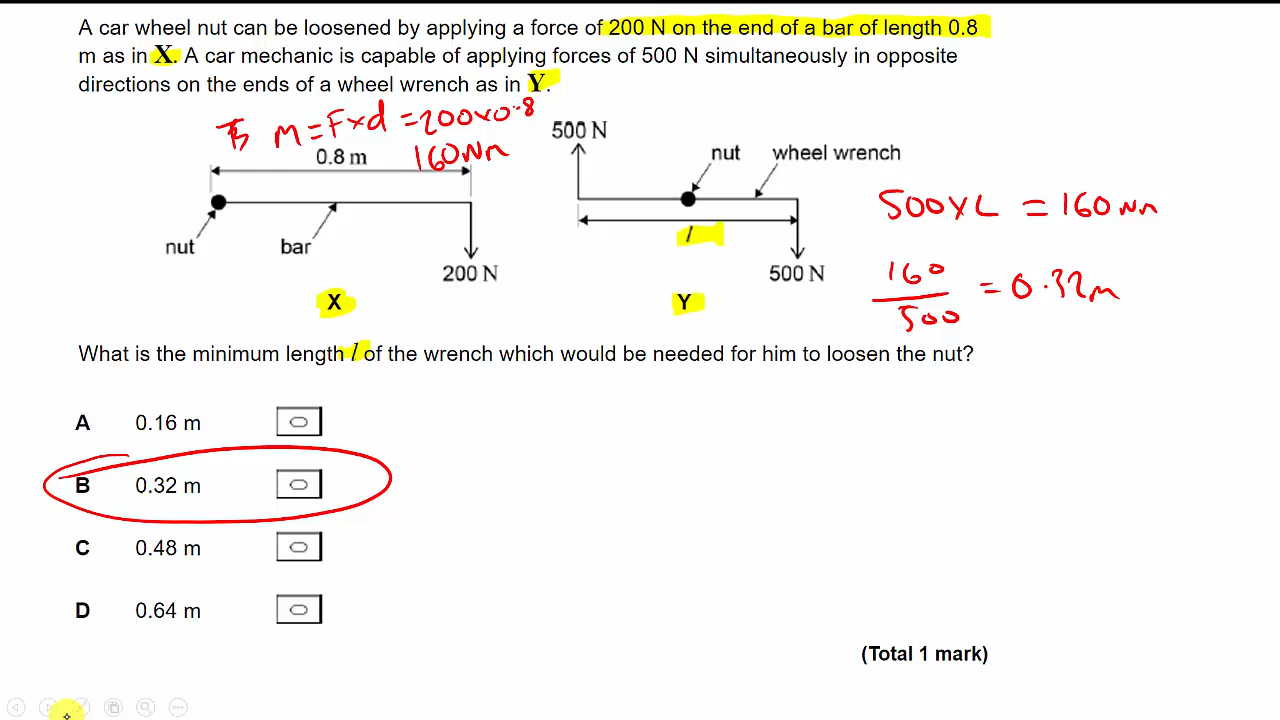 A car wheel nut can be loosened by applying a force of 200 N on the end of a bar of length 0.8
m as in X. A car mechanic is capable of applying forces of 500 N simultaneously in opposite
directions on the ends of a wheel wrench as in Y.
M = F x d = 200 x 0.8
160 Nm
0.8 m
nut
bar
200 N
X
500 N
nut
wheel wrench
l
500 N
Y
500 x L = 160 Nm
160
500
= 0.32m
What is the minimum length l of the wrench which would be needed for him to loosen the nut?
A 0.16 m
B 0.32 m
C 0.48 m
D 0.64 m
(Total 1 mark)